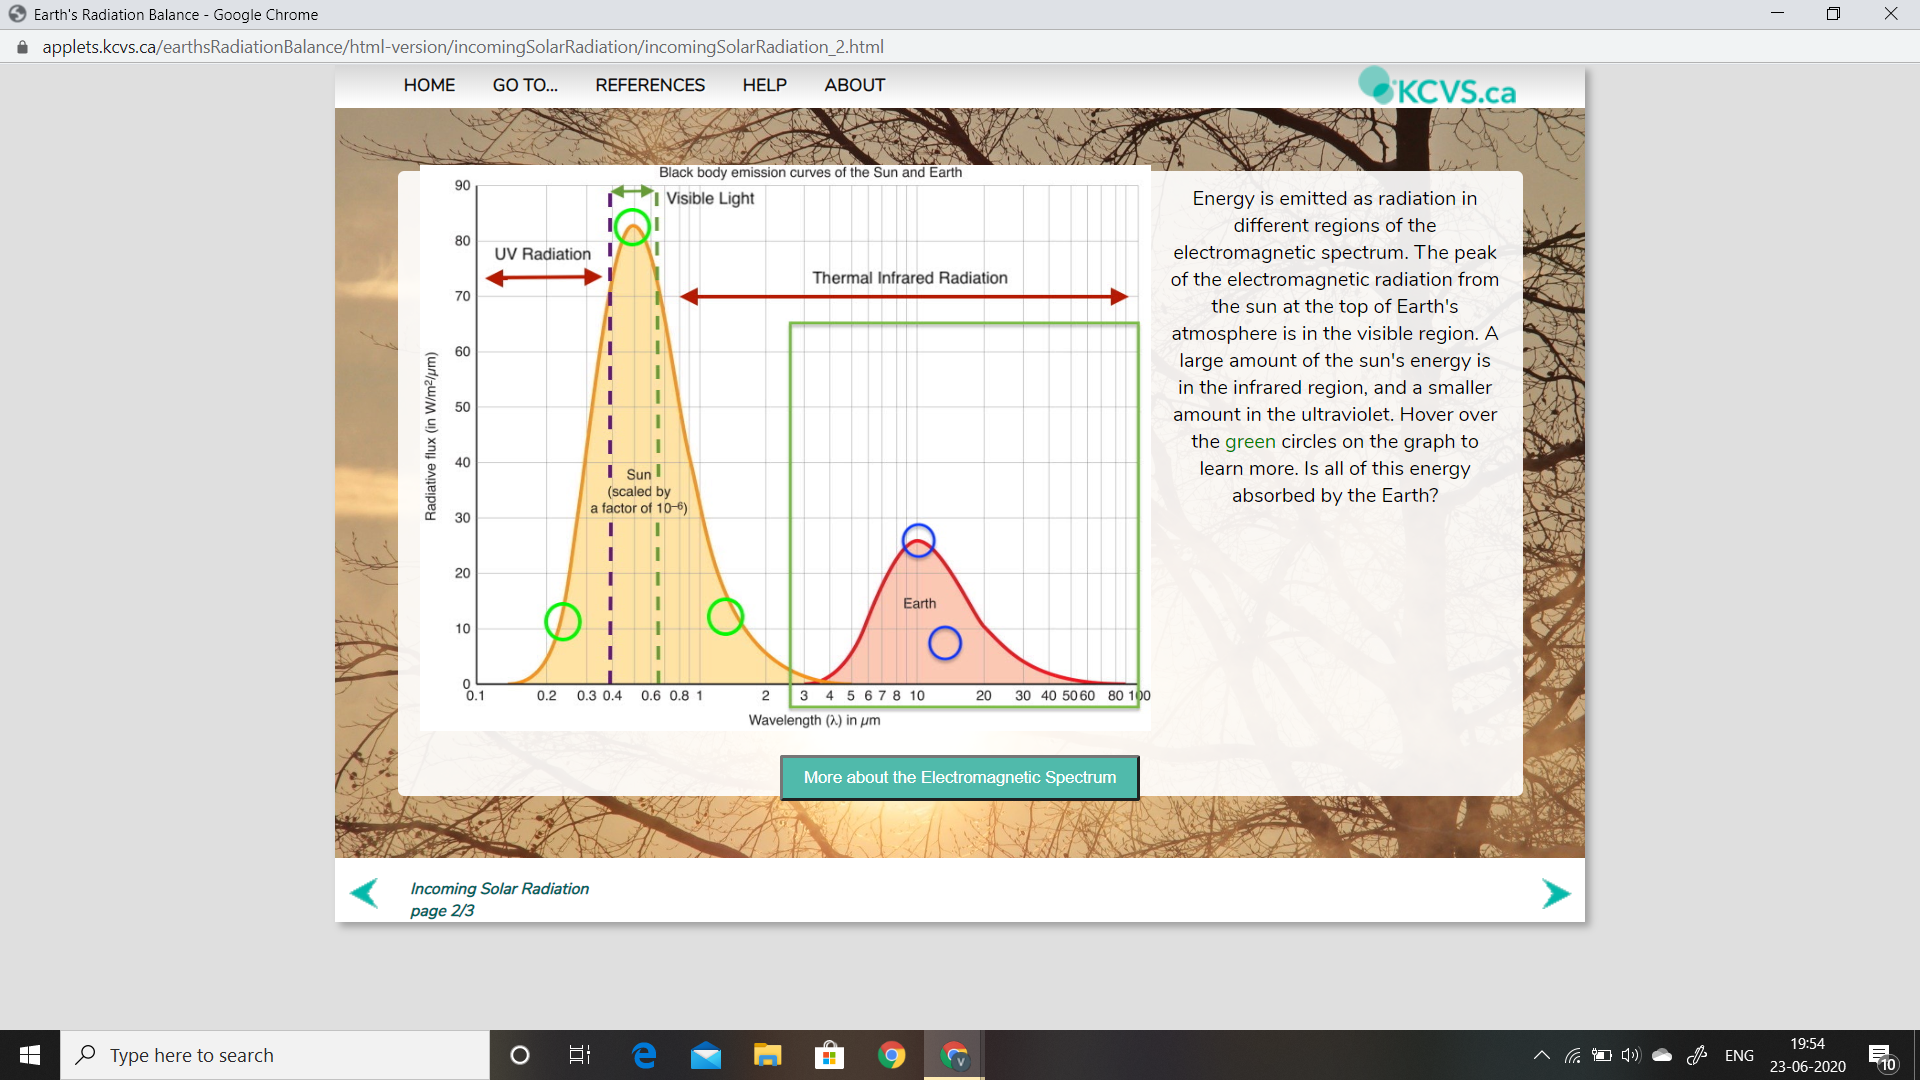 Earth's Radiation Balance - Google Chrome
applets.kcvs.ca/earthsRadiationBalance/html-version/incomingSolarRadiation/incomingSolarRadiation_2.html
HOME GO TO... REFERENCES HELP ABOUT
KCVS.ca
Black body emission curves of the Sun and Earth
Visible Light
UV Radiation
Thermal Infrared Radiation
Radiative flux (in W/m²/μm)
90
80
70
60
50
40
30
20
10
0
Sun
(scaled by
a factor of 10⁻⁶)
Earth
0.1 0.2 0.3 0.4 0.6 0.8 1 2 3 4 5 6 7 8 10 20 30 40 50 60 80 100
Wavelength (λ) in μm
Energy is emitted as radiation in
different regions of the
electromagnetic spectrum. The peak
of the electromagnetic radiation from
the sun at the top of Earth's
atmosphere is in the visible region. A
large amount of the sun's energy is
in the infrared region, and a smaller
amount in the ultraviolet. Hover over
the green circles on the graph to
learn more. Is all of this energy
absorbed by the Earth?
More about the Electromagnetic Spectrum
Incoming Solar Radiation
page 2/3
Type here to search
V
ENG
19:54
23-06-2020
10